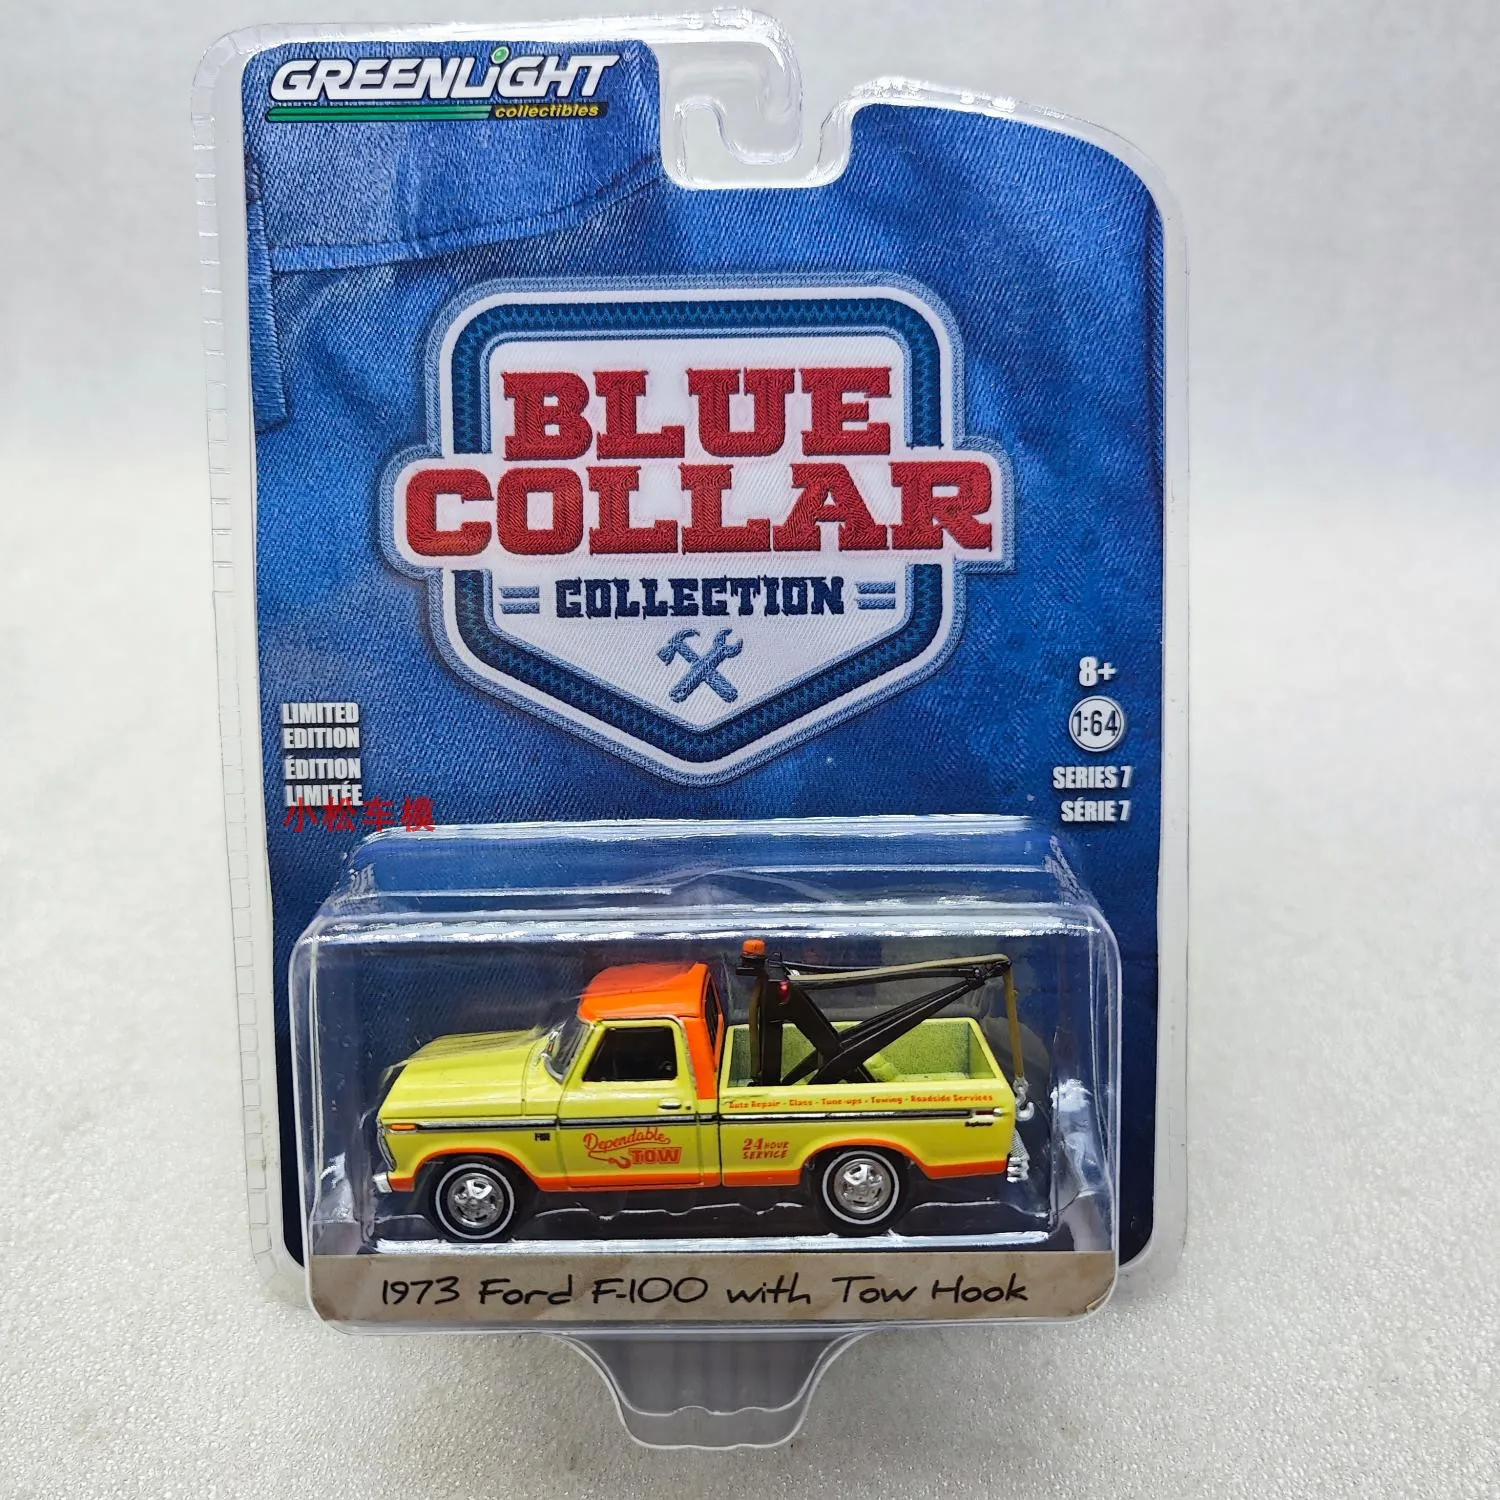 GREENLiGHT
collectibles
BLUE
COLLAR
COLLECTION
8+
1:64
SERIES 7
SÉRIE 7
LIMITED
EDITION
ÉDITION
LIMITÉE
小松车模
Auto Repair - Glass - Tune-ups - Towing - Roadside Services
F-100
Dependable
TOW
24 HOUR
SERVICE
Explorer
1973 Ford F-100 with Tow Hook